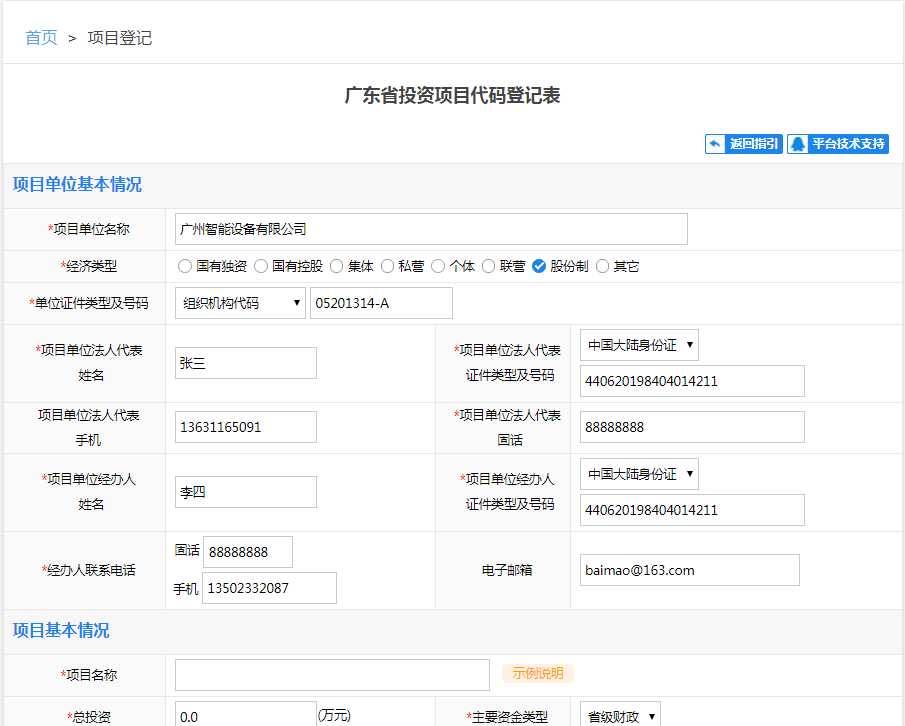 首页 > 项目登记
广东省投资项目代码登记表
返回指引 平台技术支持
项目单位基本情况
*项目单位名称 广州智能设备有限公司
*经济类型 国有独资 国有控股 集体 私营 个体 联营 股份制 其它
*单位证件类型及号码 组织机构代码 05201314-A
*项目单位法人代表
姓名
张三
*项目单位法人代表
证件类型及号码
中国大陆身份证
440620198404014211
项目单位法人代表
手机
13631165091
*项目单位法人代表
固话
88888888
*项目单位经办人
姓名
李四
*项目单位经办人
证件类型及号码
中国大陆身份证
440620198404014211
*经办人联系电话
固话 88888888
手机 13502332087
电子邮箱 baimao@163.com
项目基本情况
*项目名称 示例说明
*总投资 0.0 (万元) *主要资金类型 省级财政